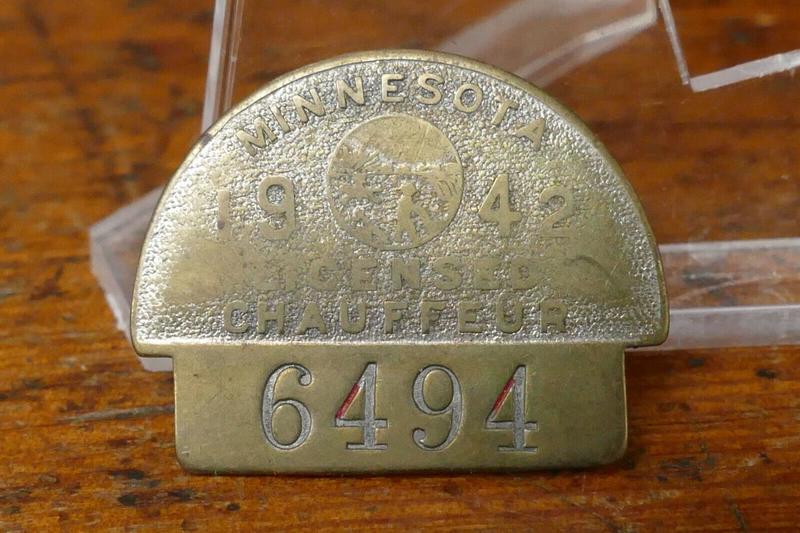 MINNESOTA
1942
LICENSED
CHAUFFEUR
6494